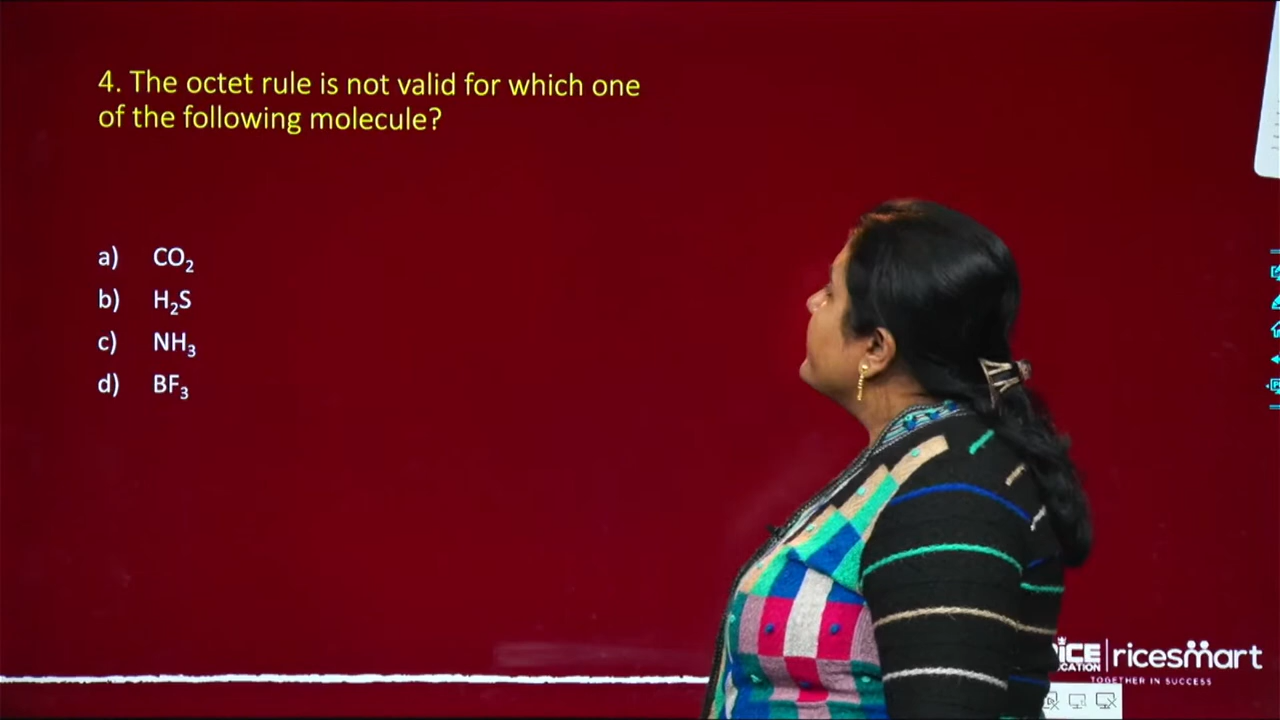 4. The octet rule is not valid for which one
of the following molecule?
a) CO₂
b) H₂S
c) NH₃
d) BF₃
ricesmart
TOGETHER IN SUCCESS